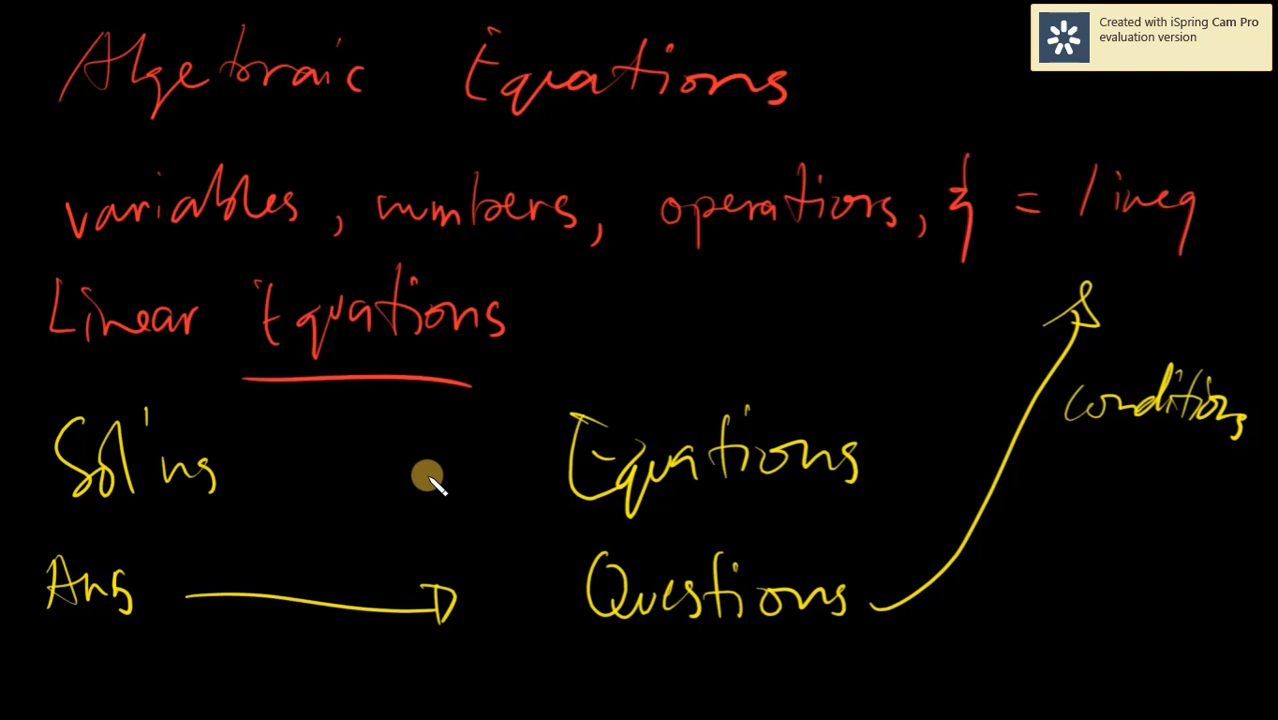 Created with iSpring Cam Pro
evaluation version
Algebraic Equations
variables, numbers, operations, & = / ineq
Linear Equations
conditions
Sol'ns Equations
Ans → Questions